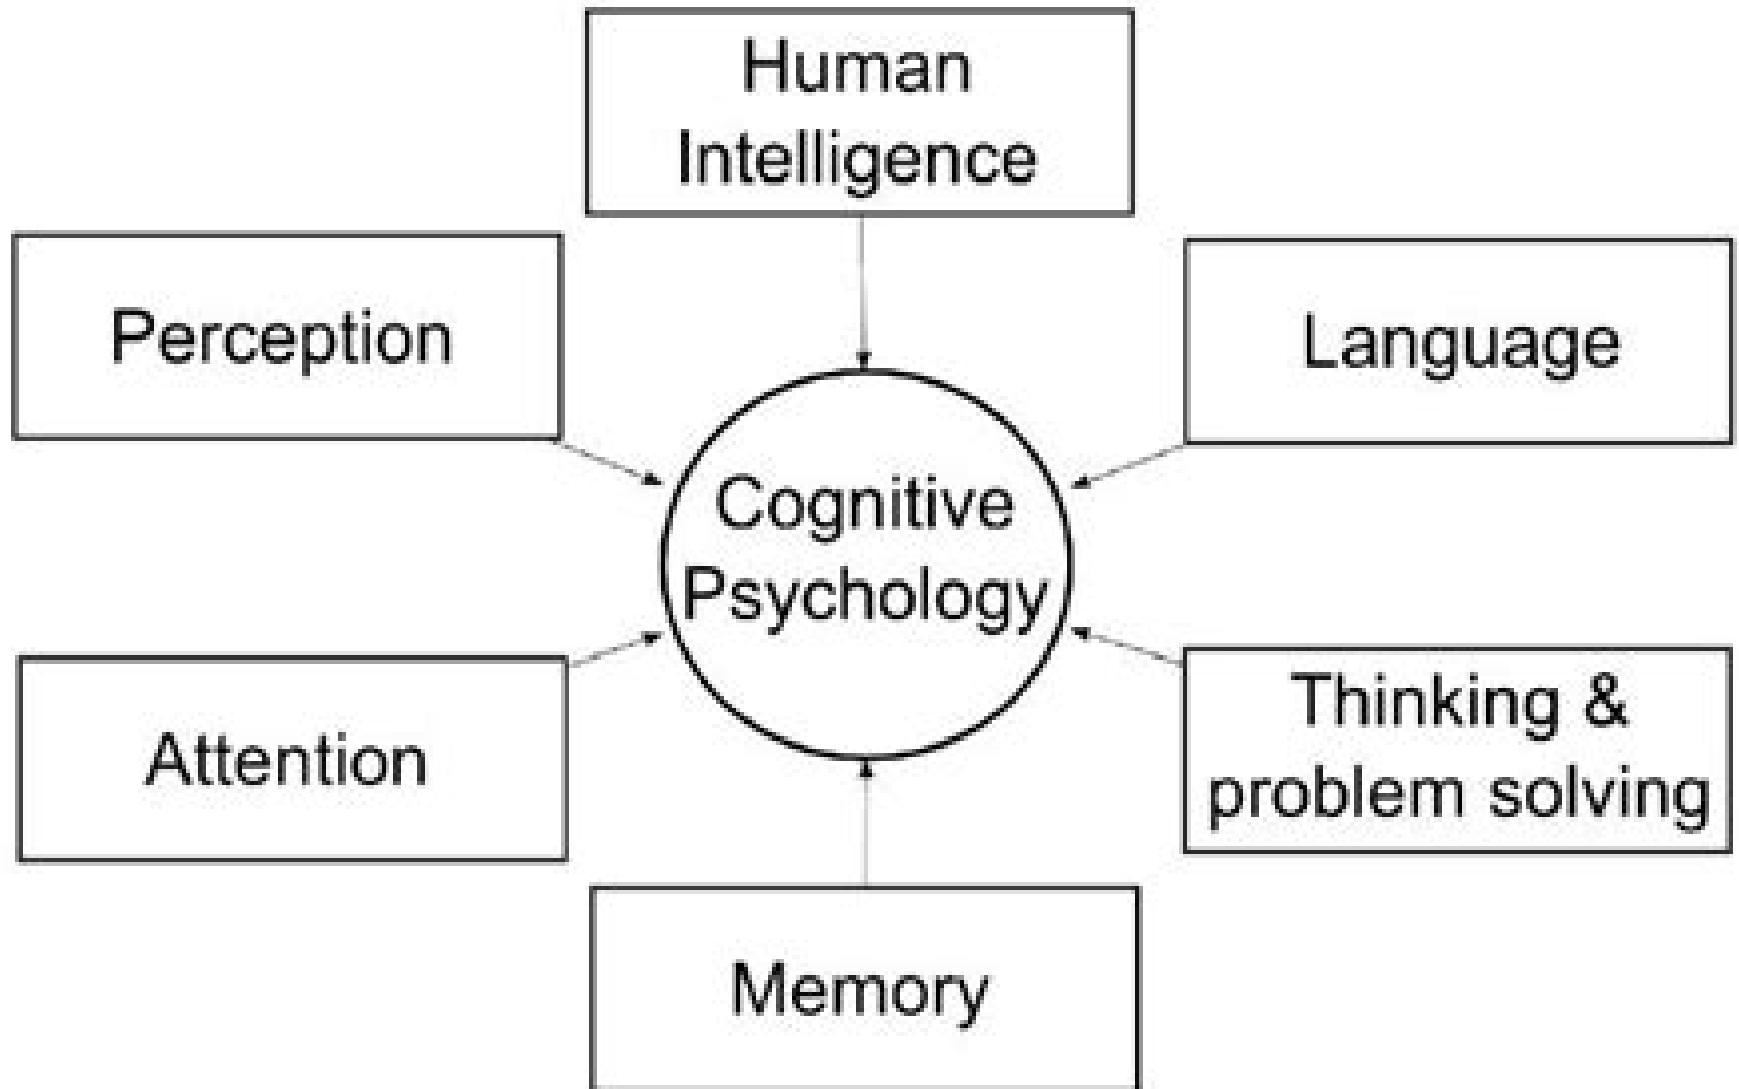 Human
Intelligence
Perception
Language
Cognitive
Psychology
Attention
Thinking &
problem solving
Memory